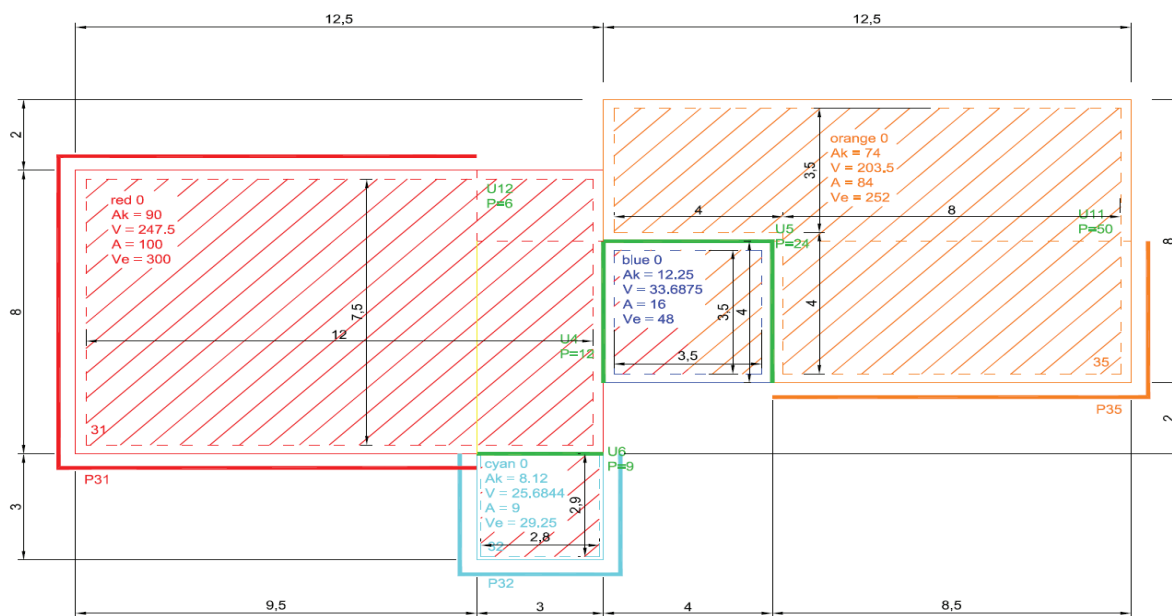 12,5
12,5
2
orange 0
Ak = 74
V = 203.5
A = 84
Ve = 252
3,5
red 0
Ak = 90
V = 247.5
A = 100
Ve = 300
U12
P=6
4
8
U11
P=50
U5
P=24
8
blue 0
Ak = 12.25
V = 33.6875
A = 16
Ve = 48
3,5
4
4
8
7,5
12
U4
P=12
3,5
35
P35
2
31
P31
U6
P=9
cyan 0
Ak = 8.12
V = 25.6844
A = 9
Ve = 29.25
2,9
3
2,8
32
P32
9,5
3
4
8,5